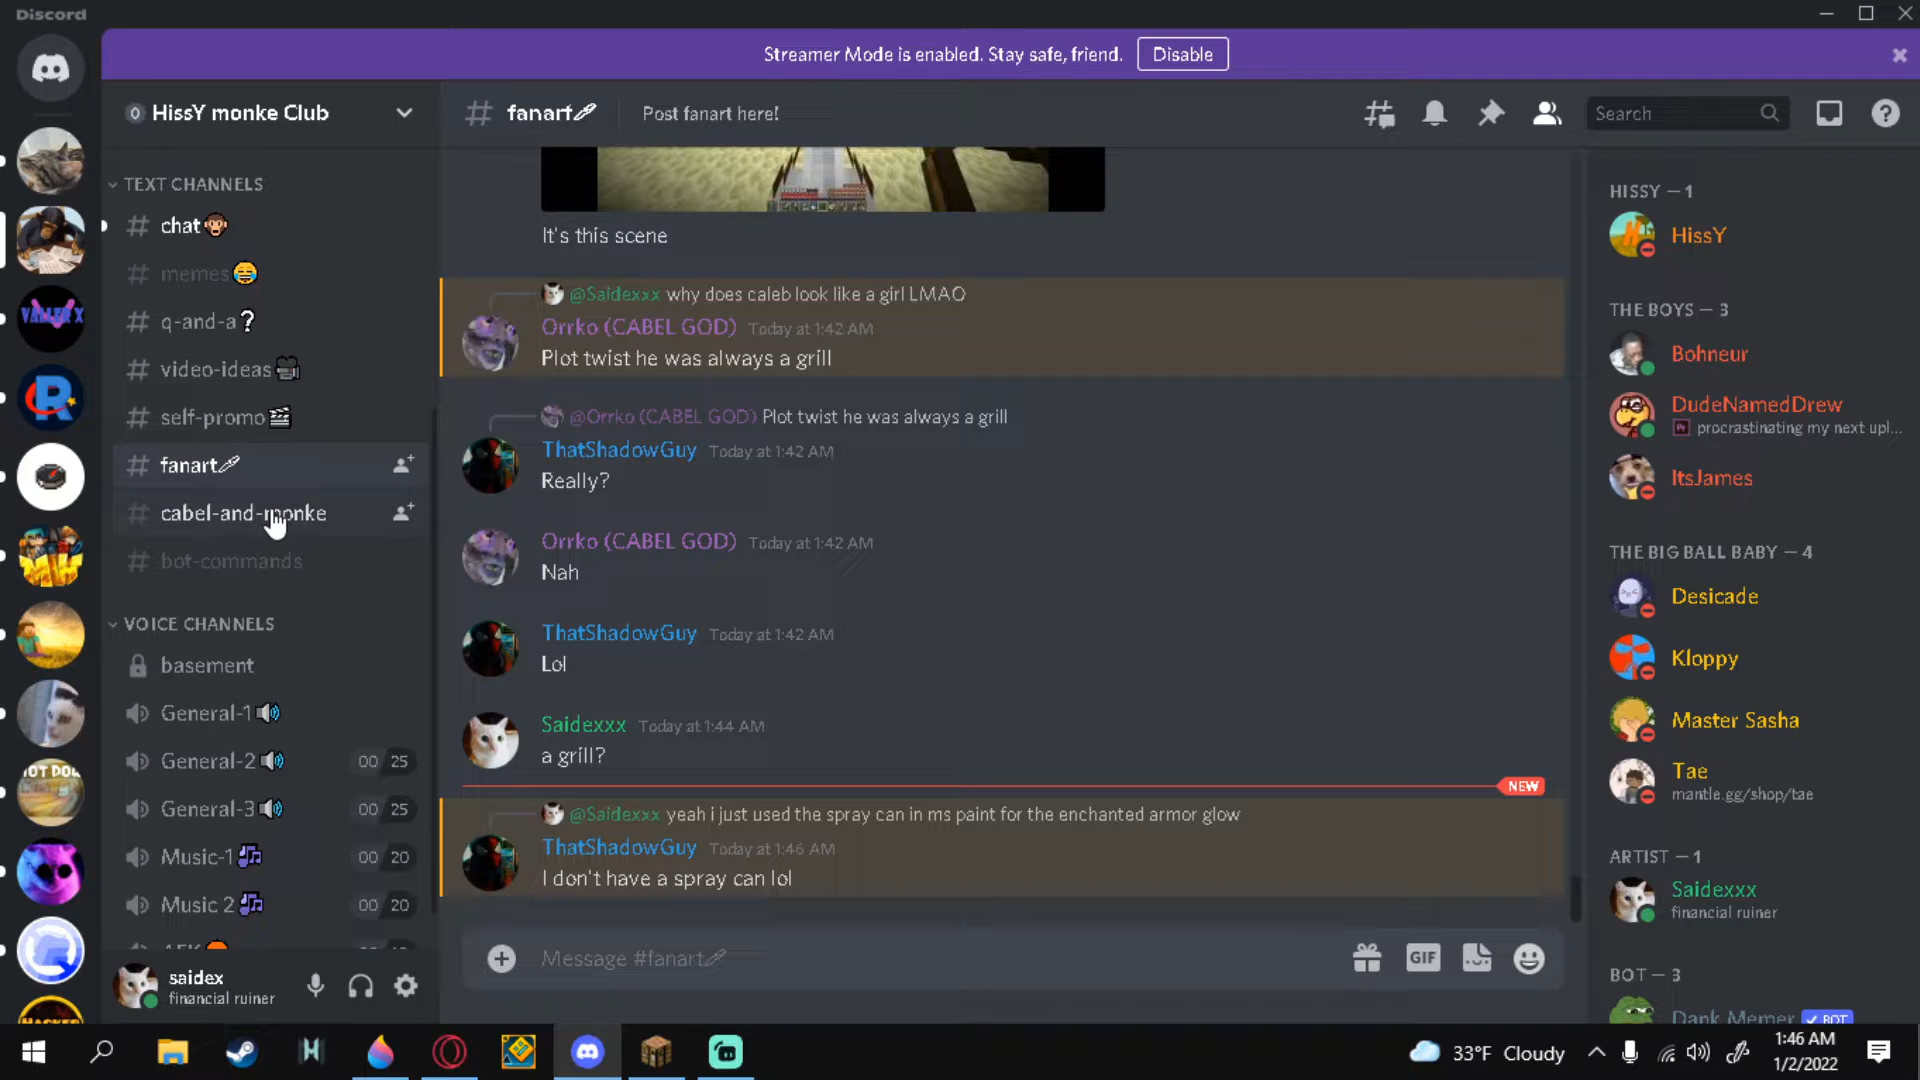 Discord
Streamer Mode is enabled. Stay safe, friend.
Disable
HissY monke Club
fanart
Post fanart here!
Search
TEXT CHANNELS
chat
memes
q-and-a
video-ideas
self-promo
fanart
cabel-and-monke
bot-commands
VOICE CHANNELS
basement
General-1
General-2
00 25
General-3
00 25
Music-1
00 20
Music 2
00 20
saidex
financial ruiner
It's this scene
@Saidexxx why does caleb look like a girl LMAO
Orrko (CABEL GOD) Today at 1:42 AM
Plot twist he was always a grill
@Orrko (CABEL GOD) Plot twist he was always a grill
ThatShadowGuy Today at 1:42 AM
Really?
Orrko (CABEL GOD) Today at 1:42 AM
Nah
ThatShadowGuy Today at 1:42 AM
Lol
Saidexxx Today at 1:44 AM
a grill?
NEW
@Saidexxx yeah i just used the spray can in ms paint for the enchanted armor glow
ThatShadowGuy Today at 1:46 AM
I don't have a spray can lol
Message #fanart
GIF
HISSY — 1
HissY
THE BOYS — 3
Bohneur
DudeNamedDrew
procrastinating my next upl...
ItsJames
THE BIG BALL BABY — 4
Desicade
Kloppy
Master Sasha
Tae
mantle.gg/shop/tae
ARTIST — 1
Saidexxx
financial ruiner
BOT — 3
Dank Memer
BOT
33°F Cloudy
1:46 AM
1/2/2022